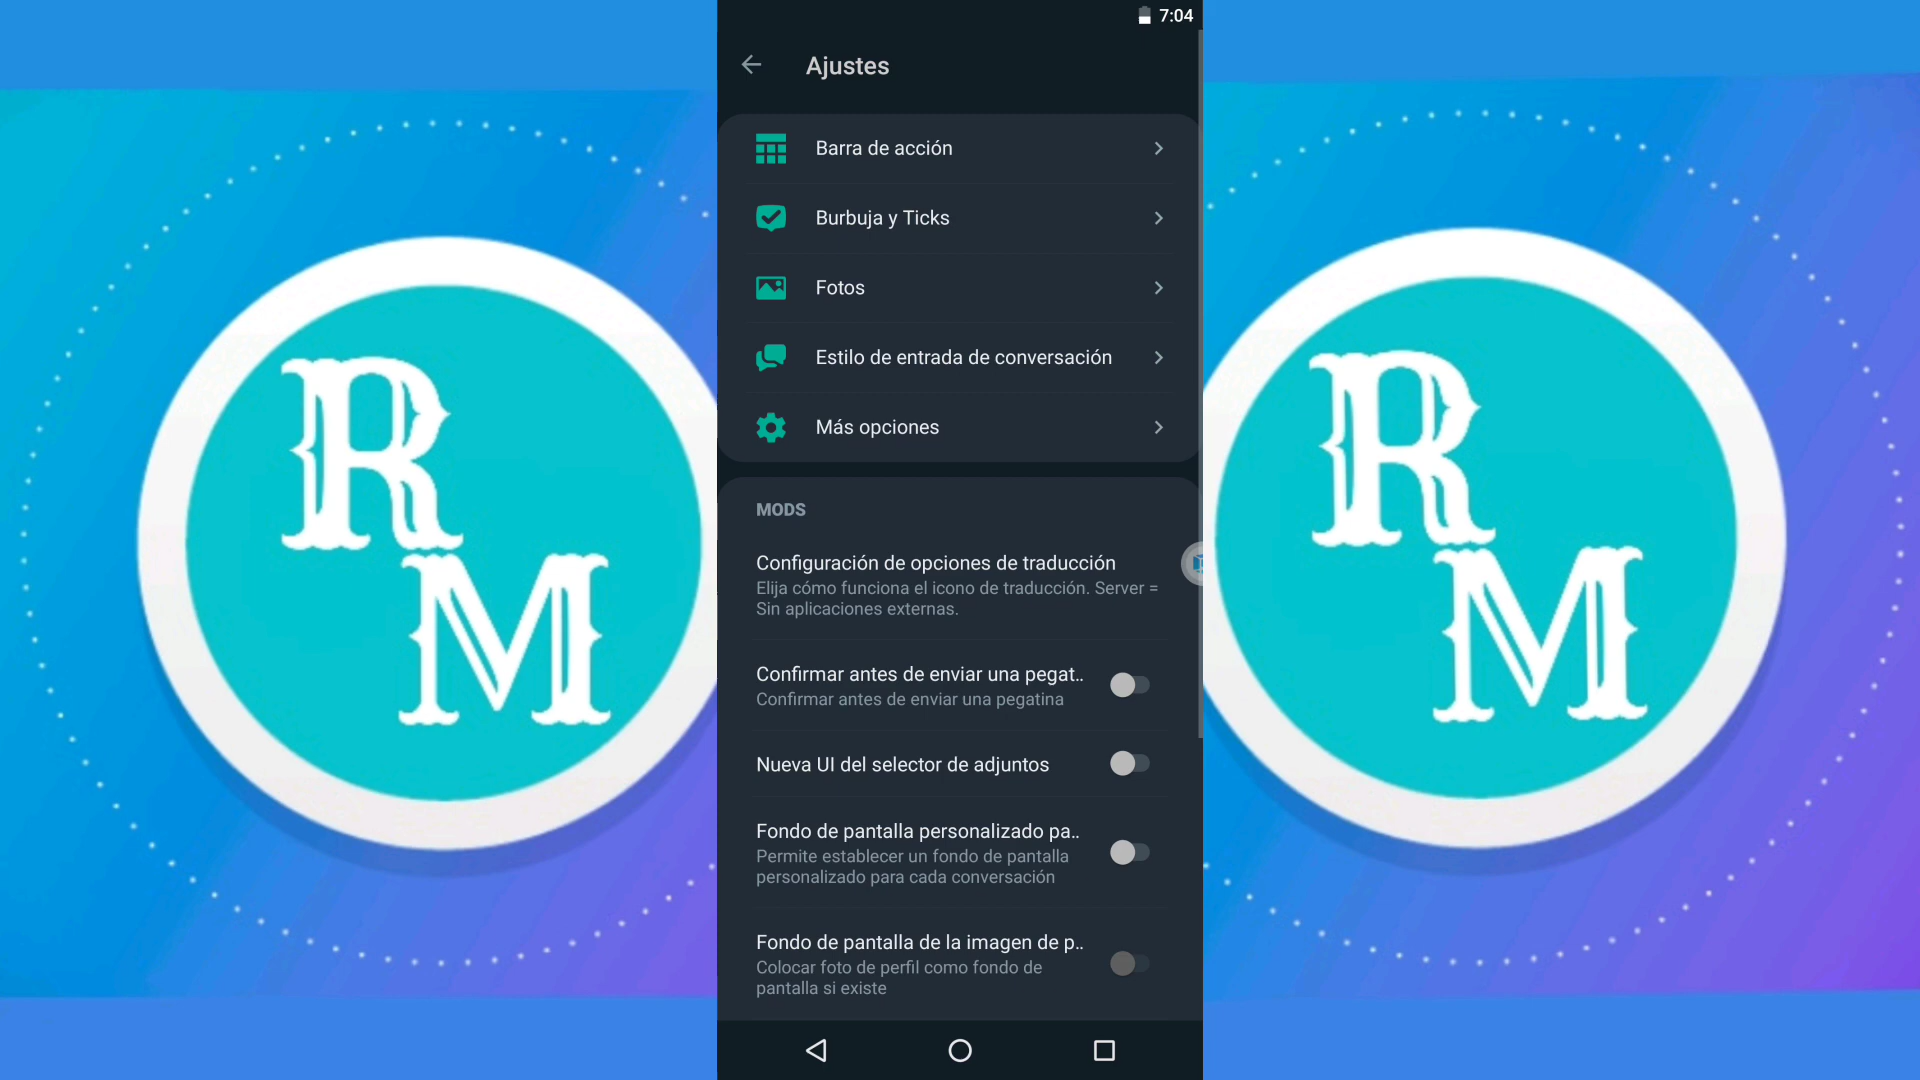 7:04
Ajustes
Barra de acción
Burbuja y Ticks
Fotos
Estilo de entrada de conversación
Más opciones
MODS
Configuración de opciones de traducción
Elija cómo funciona el icono de traducción. Server =
Sin aplicaciones externas.
Confirmar antes de enviar una pegat..
Confirmar antes de enviar una pegatina
Nueva UI del selector de adjuntos
Fondo de pantalla personalizado pa..
Permite establecer un fondo de pantalla
personalizado para cada conversación
Fondo de pantalla de la imagen de p..
Colocar foto de perfil como fondo de
pantalla si existe
R
M
R
M